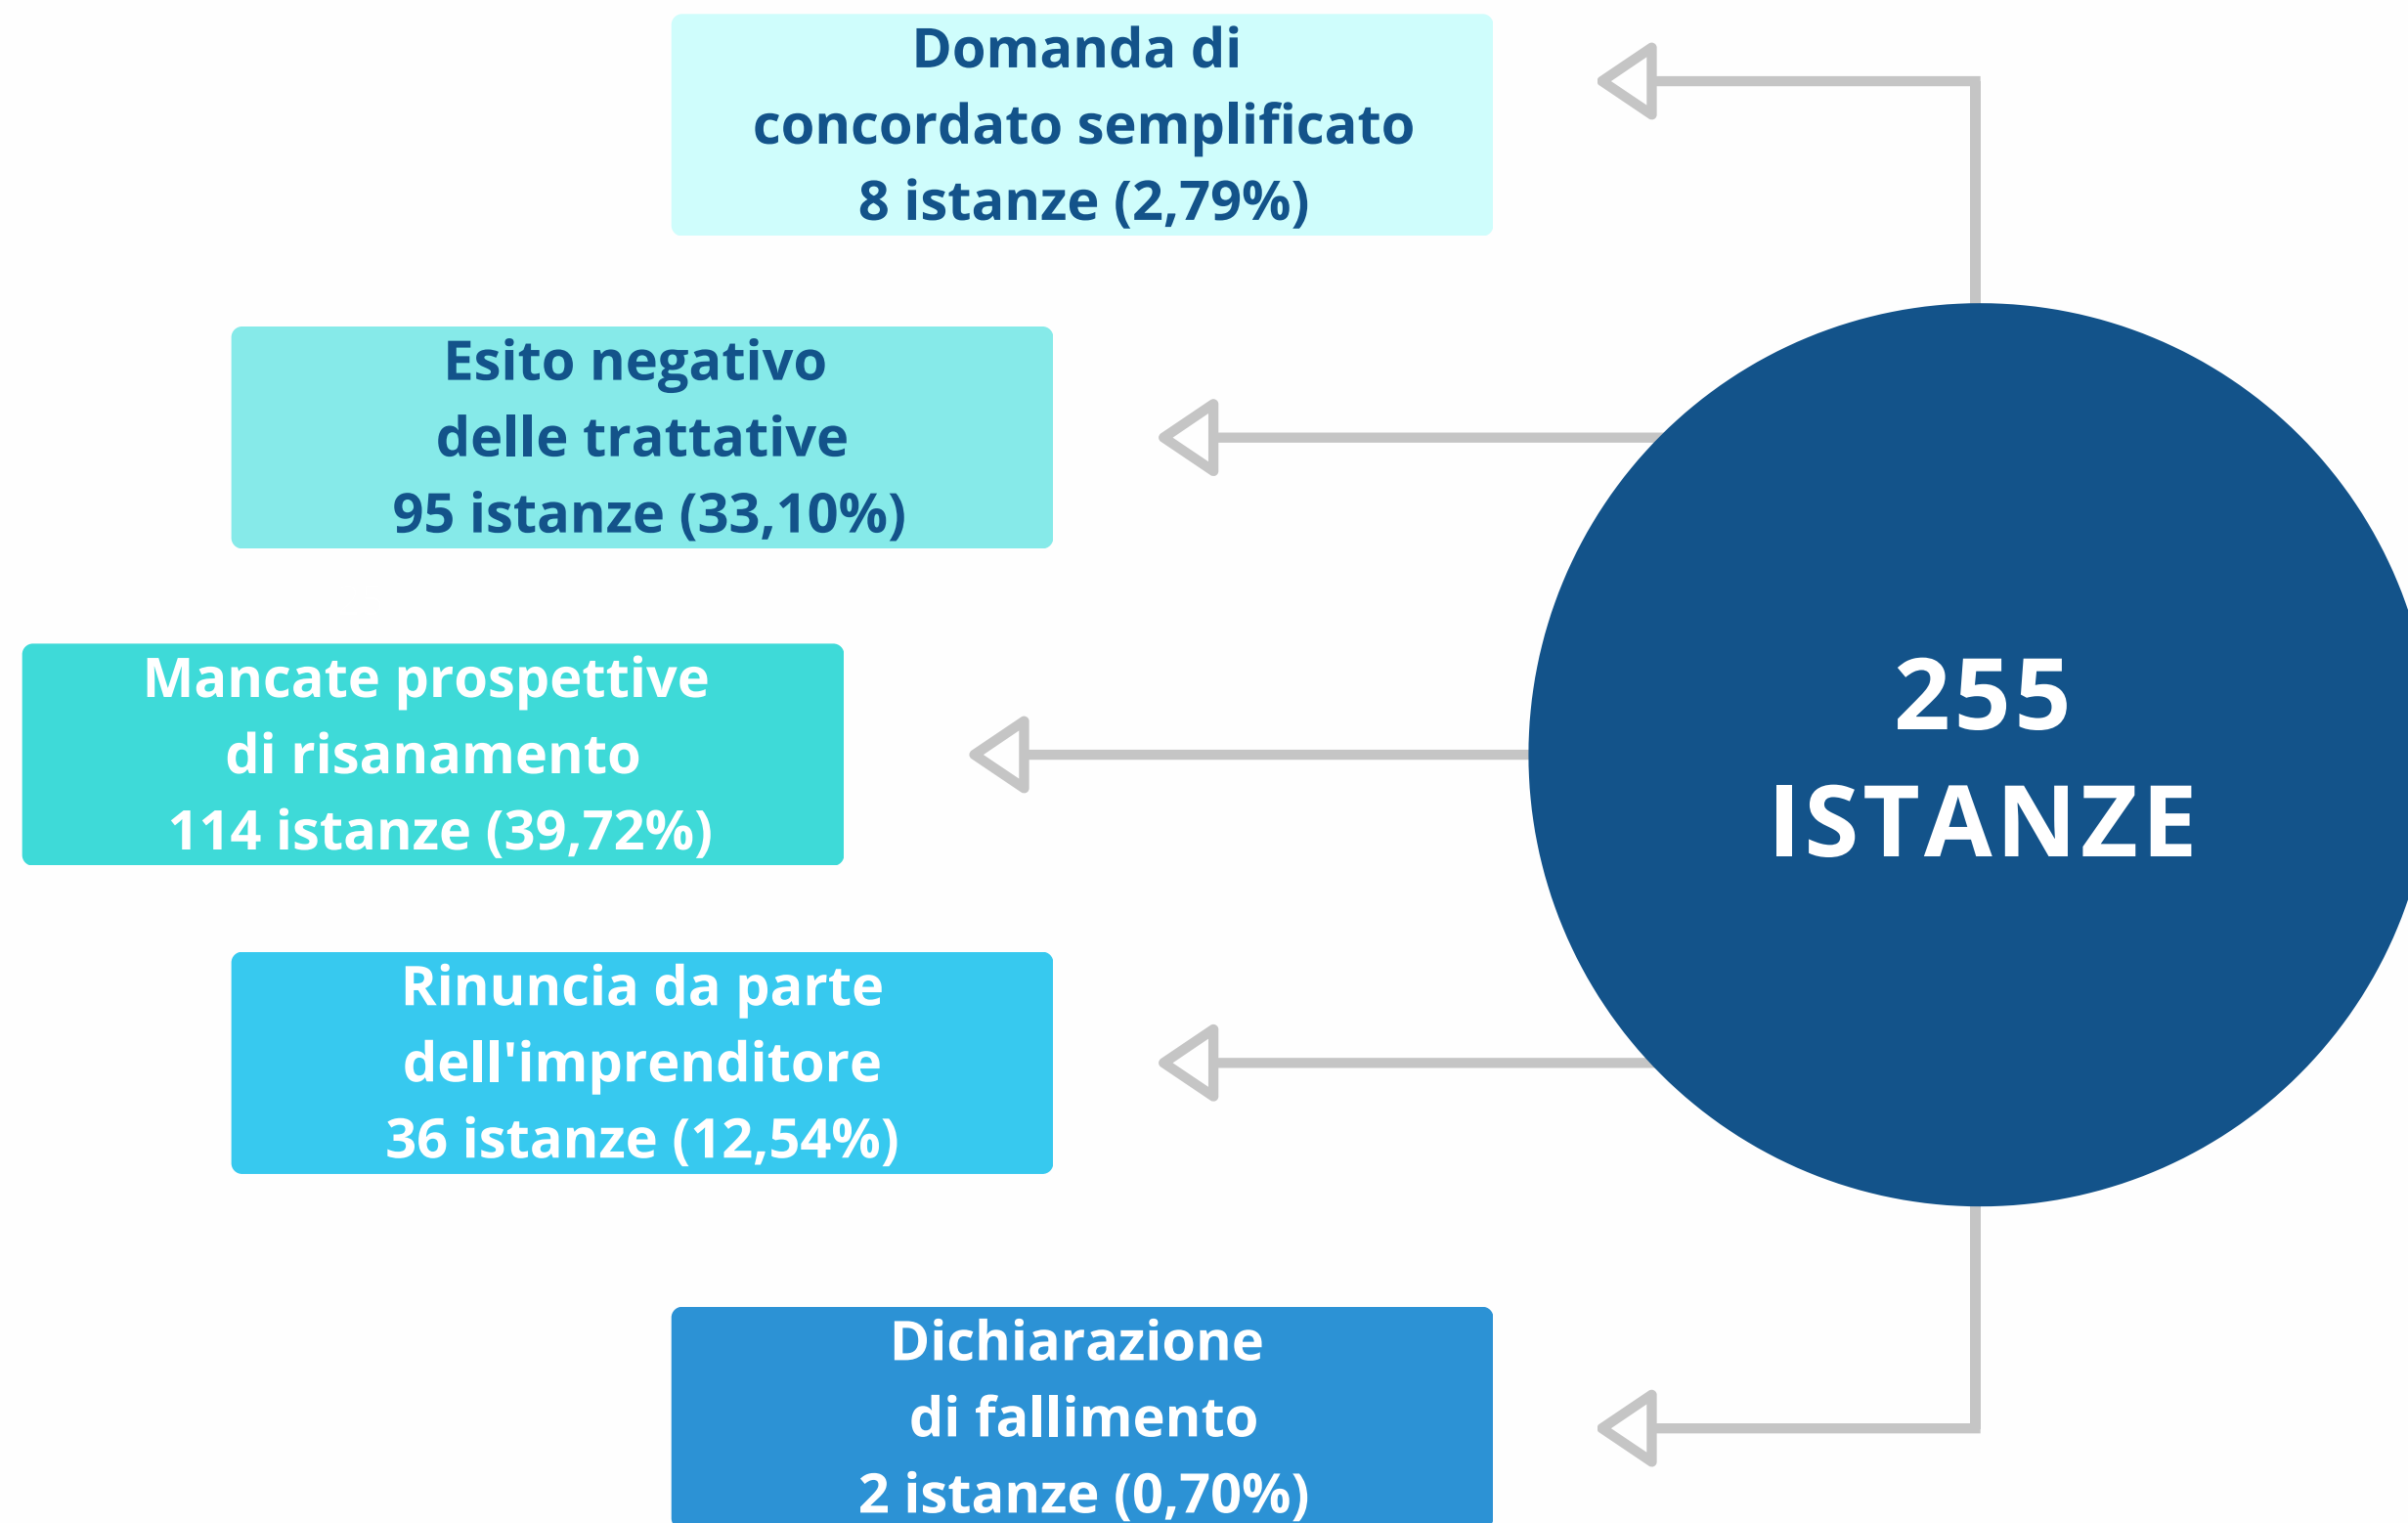 Domanda di
concordato semplificato
8 istanze (2,79%)
Esito negativo
delle trattative
95 istanze (33,10%)
Mancate prospettive
di risanamento
114 istanze (39,72%)
Rinuncia da parte
dell'imprenditore
36 istanze (12,54%)
Dichiarazione
di fallimento
2 istanze (0,70%)
255
ISTANZE